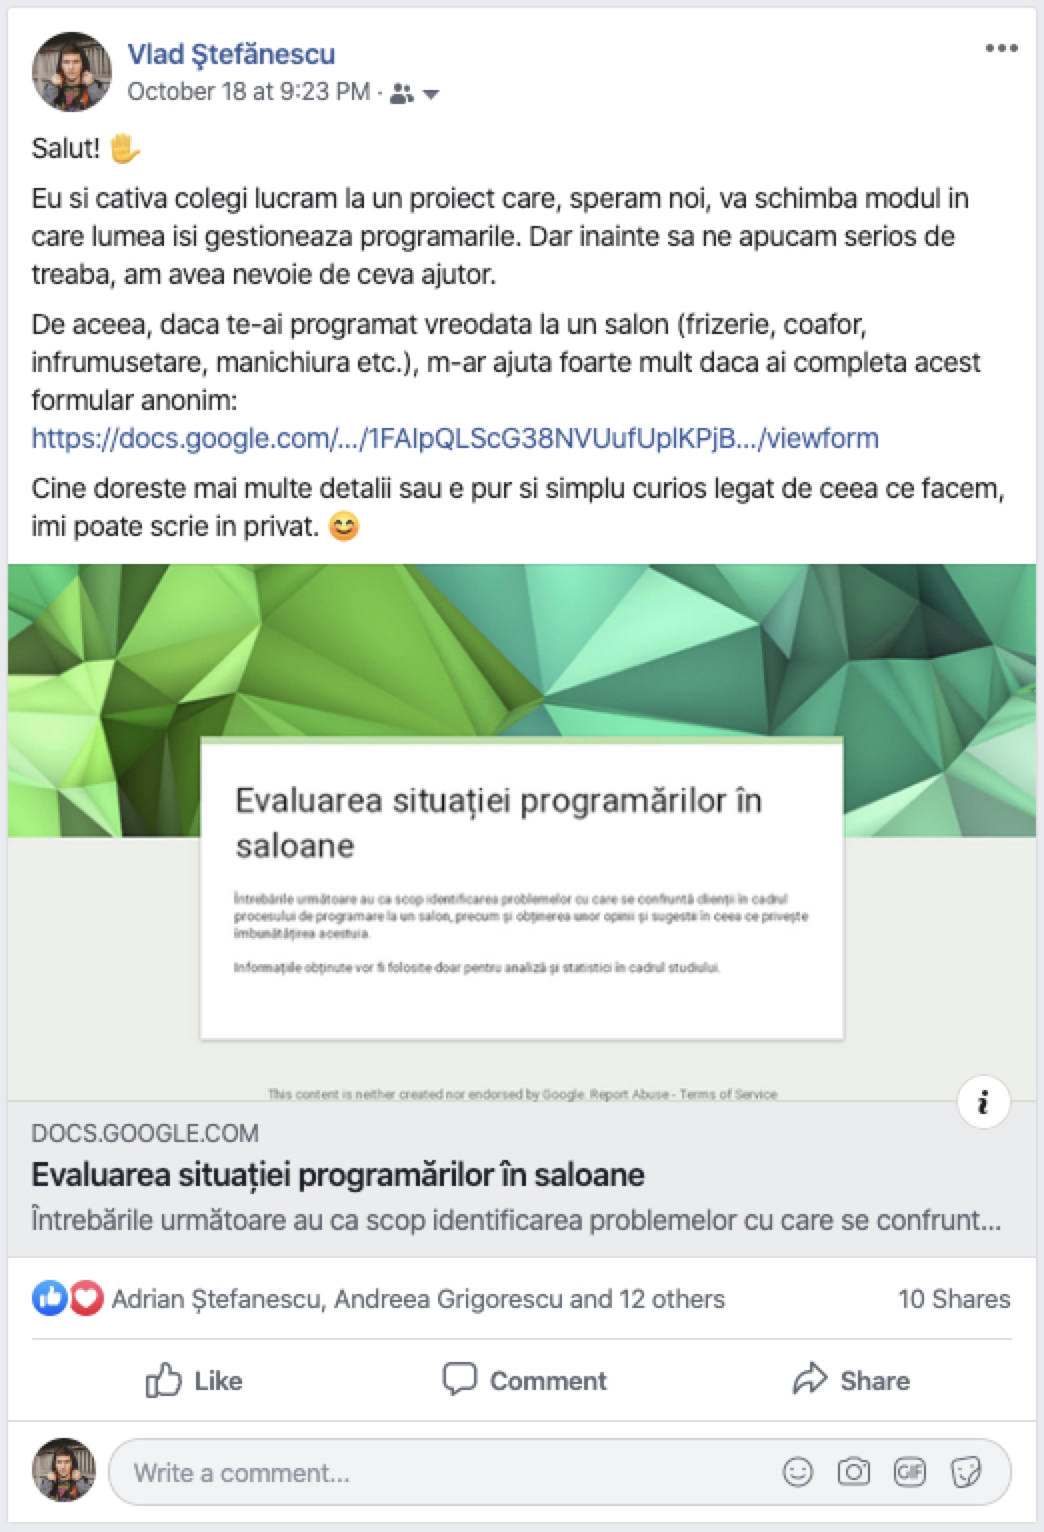 Vlad Ştefănescu
October 18 at 9:23 PM ·
Salut! ✋
Eu si cativa colegi lucram la un proiect care, speram noi, va schimba modul in
care lumea isi gestioneaza programarile. Dar inainte sa ne apucam serios de
treaba, am avea nevoie de ceva ajutor.
De aceea, daca te-ai programat vreodata la un salon (frizerie, coafor,
infrumusetare, manichiura etc.), m-ar ajuta foarte mult daca ai completa acest
formular anonim:
https://docs.google.com/.../1FAIpQLScG38NVUufUplKPjB.../viewform
Cine doreste mai multe detalii sau e pur si simplu curios legat de ceea ce facem,
imi poate scrie in privat. 😊
Evaluarea situației programărilor în
saloane
Întrebările următoare au ca scop identificarea problemelor cu care se confruntă clienții în cadrul
procesului de programare la un salon, precum și obținerea unor opinii și sugestii în ceea ce privește
îmbunătățirea acestuia.
Informațiile obținute vor fi folosite doar pentru analiză și statistici în cadrul studiului.
This content is neither created nor endorsed by Google. Report Abuse - Terms of Service
i
DOCS.GOOGLE.COM
Evaluarea situației programărilor în saloane
Întrebările următoare au ca scop identificarea problemelor cu care se confrunt...
Adrian Ștefanescu, Andreea Grigorescu and 12 others 10 Shares
Like Comment Share
Write a comment... GIF